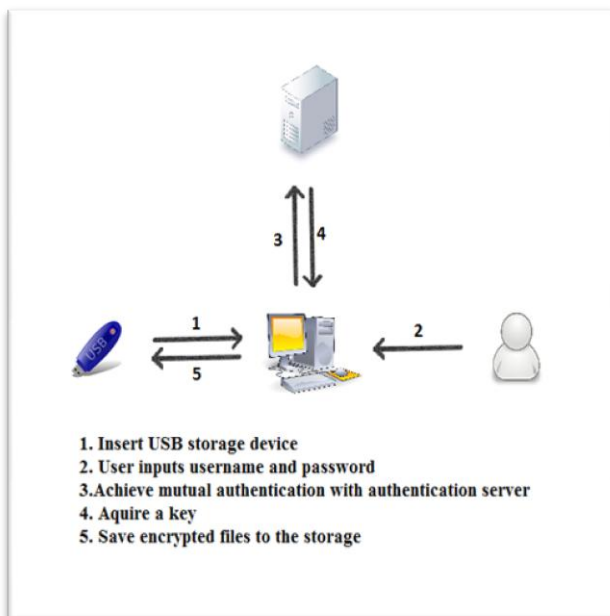 3
4
1
2
USB
5
1. Insert USB storage device
2. User inputs username and password
3.Achieve mutual authentication with authentication server
4. Aquire a key
5. Save encrypted files to the storage